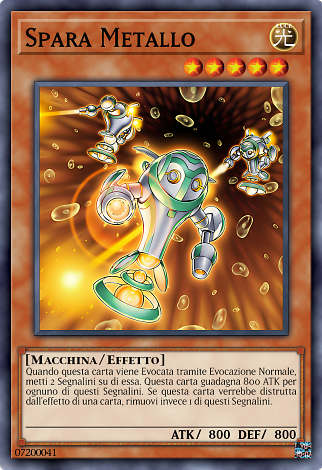 Spara Metallo
光
[Macchina/Effetto]
Quando questa carta viene Evocata tramite Evocazione Normale,
metti 2 Segnalini su di essa. Questa carta guadagna 800 ATK per
ognuno di questi Segnalini. Se questa carta verrebbe distrutta
dall'effetto di una carta, rimuovi invece 1 di questi Segnalini.
ATK/ 800 DEF/ 800
07200041